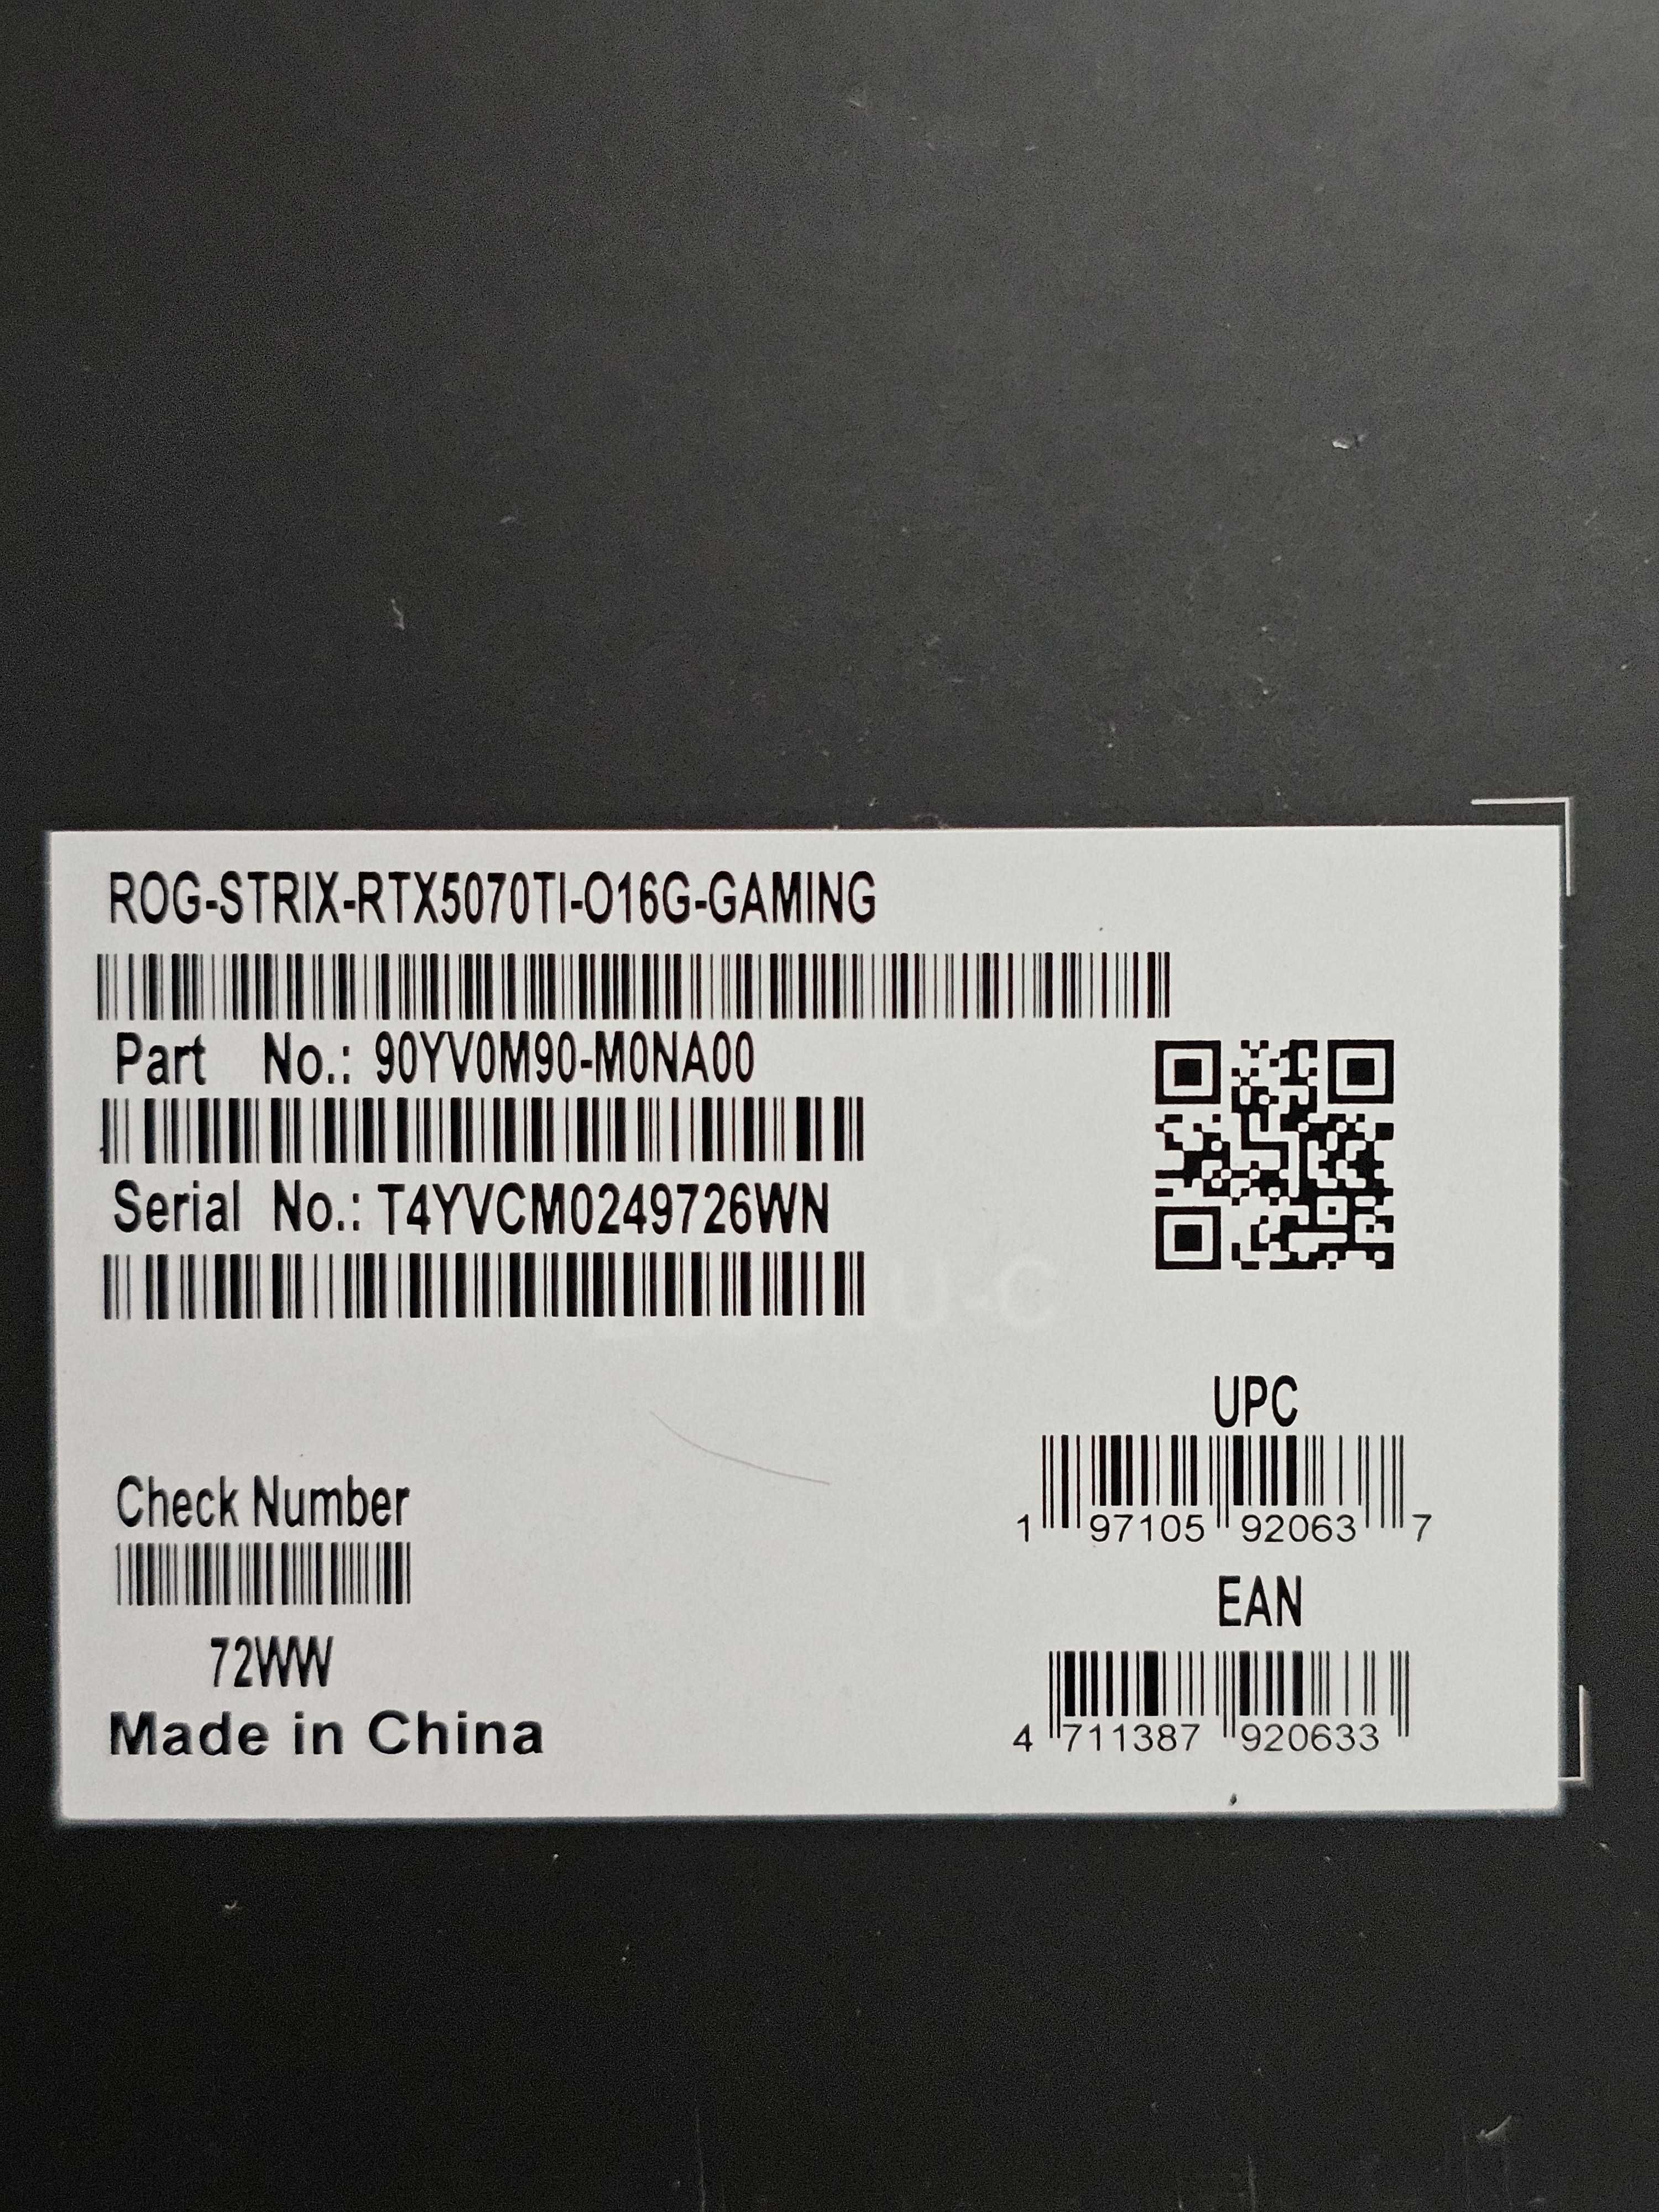 ROG-STRIX-RTX5070TI-O16G-GAMING
Part No.: 90YV0M90-M0NA00
Serial No.: T4YVCM0249726WN
UPC
1 97105 92063 7
Check Number
EAN
72WW
4 711387 920633
Made in China